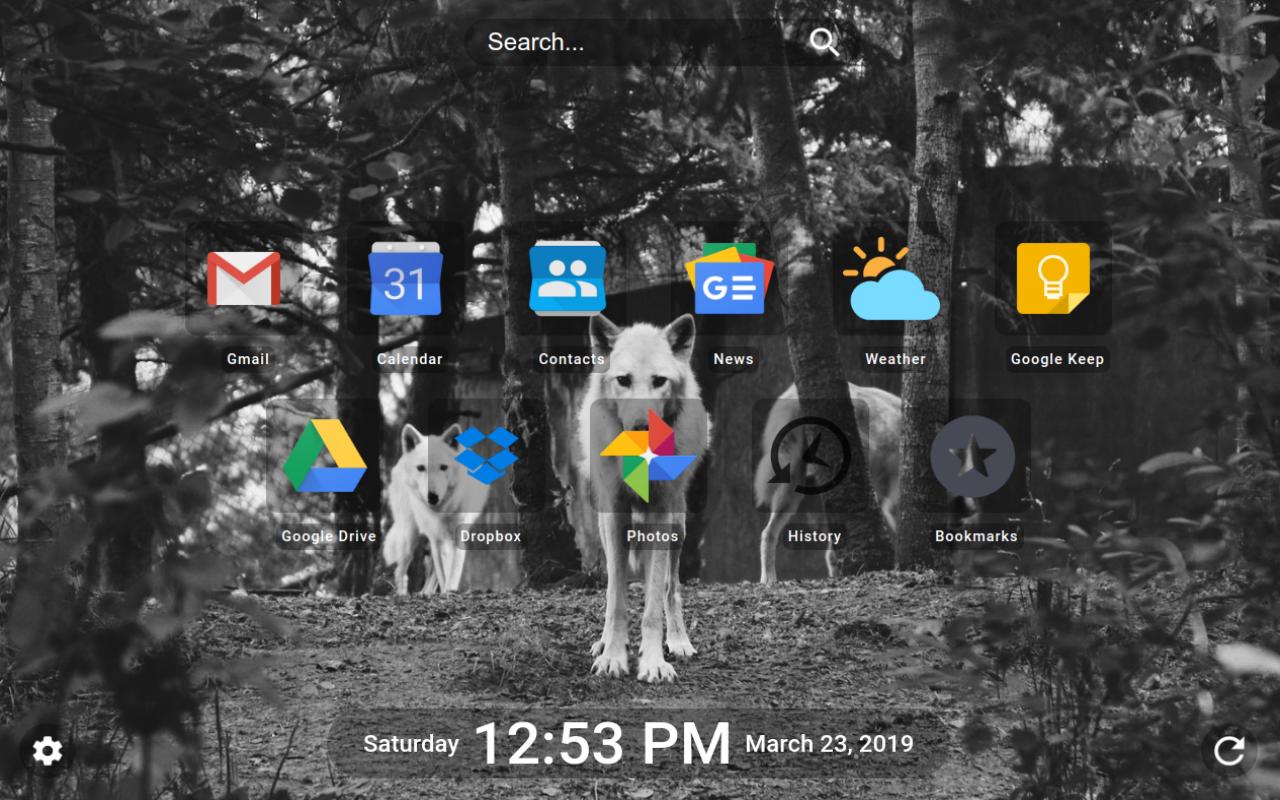 Search...
31
GE
Gmail
Calendar
Contacts
News
Weather
Google Keep
Google Drive
Dropbox
Photos
History
Bookmarks
Saturday 12:53 PM March 23, 2019